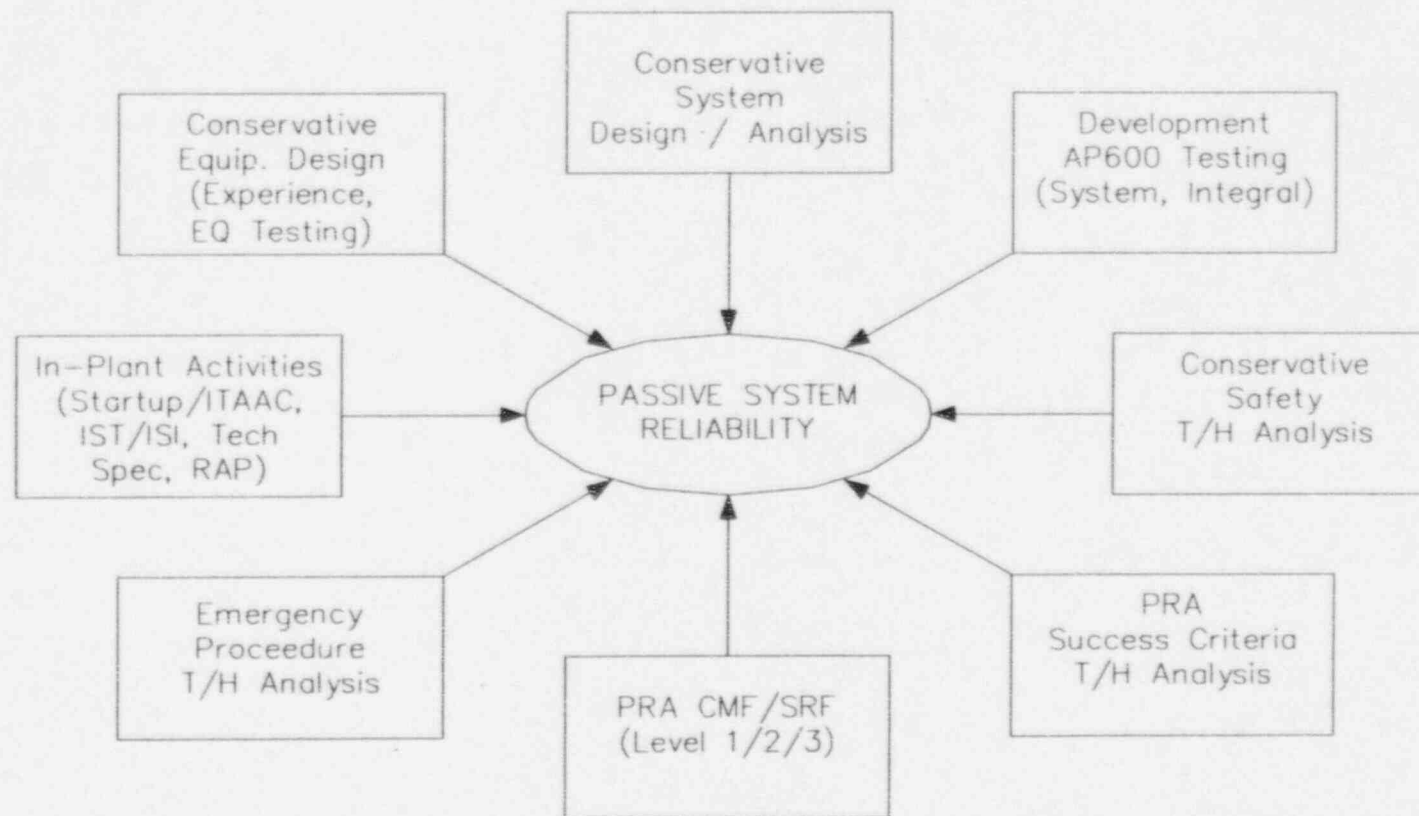 Conservative
System
Design / Analysis
Conservative
Equip. Design
(Experience,
EQ Testing)
Development
AP600 Testing
(System, Integral)
In-Plant Activities
(Startup/ITAAC,
IST/ISI, Tech
Spec, RAP)
PASSIVE SYSTEM
RELIABILITY
Conservative
Safety
T/H Analysis
Emergency
Proceedure
T/H Analysis
PRA CMF/SRF
(Level 1/2/3)
PRA
Success Criteria
T/H Analysis